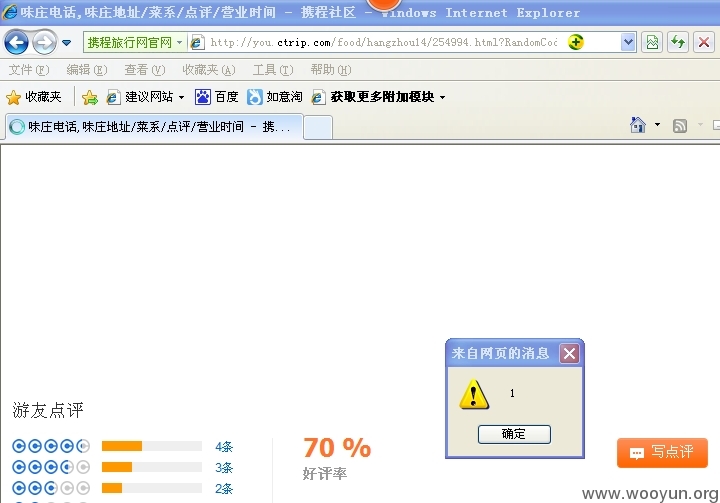 味庄电话,味庄地址/菜系/点评/营业时间 - 携程社区 - Windows Internet Explorer
携程旅行网官网 http://you.ctrip.com/food/hangzhou14/254994.html?RandomCod
文件(F) 编辑(E) 查看(V) 收藏夹(A) 工具(T) 帮助(H)
收藏夹 建议网站 百度 如意淘 获取更多附加模块
味庄电话,味庄地址/菜系/点评/营业时间 - 携...
来自网页的消息
1
确定
游友点评
4条
3条
2条
70 %
好评率
写点评
www.wooyun.org